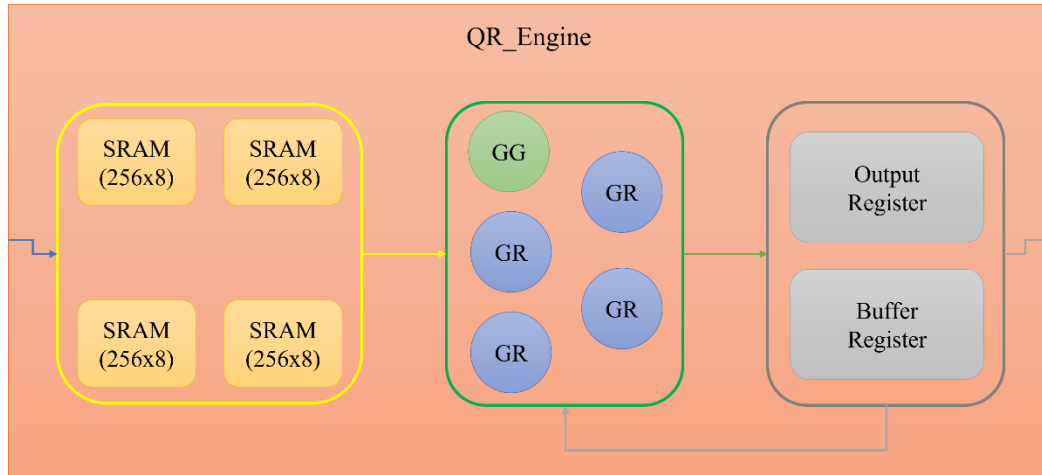 QR_Engine
SRAM
(256x8)
SRAM
(256x8)
SRAM
(256x8)
SRAM
(256x8)
GG
GR
GR
GR
GR
Output
Register
Buffer
Register